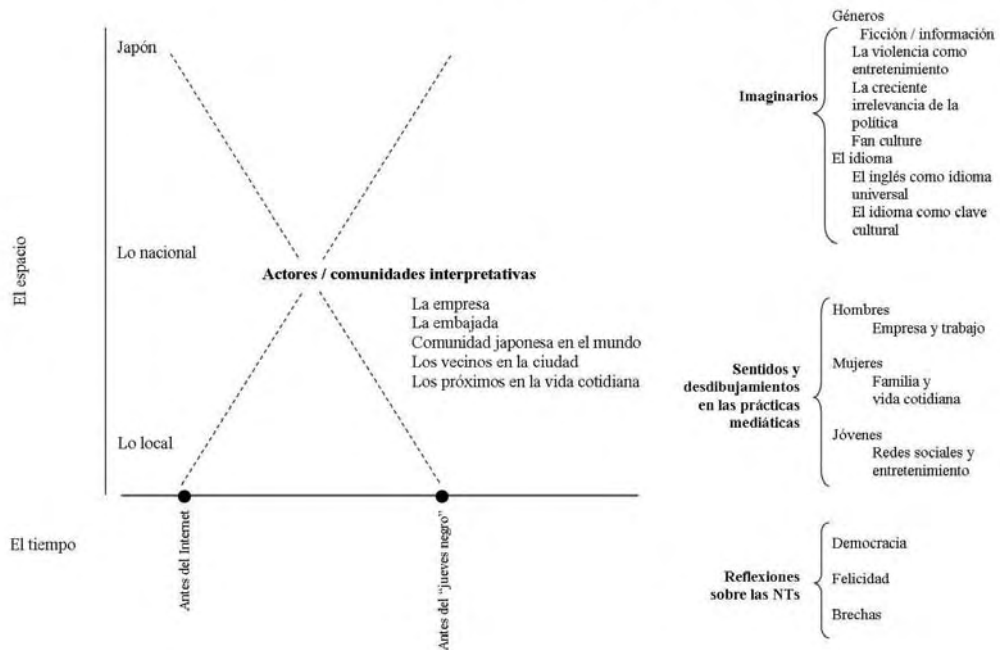 Japón
El espacio
Lo nacional
Actores / comunidades interpretativas
La empresa
La embajada
Comunidad japonesa en el mundo
Los vecinos en la ciudad
Los próximos en la vida cotidiana
Lo local
El tiempo
Antes del Internet
Antes del "jueves negro"
Imaginarios
Géneros
Ficción / información
La violencia como
entretenimiento
La creciente
irrelevancia de la
política
Fan culture
El idioma
El inglés como idioma
universal
El idioma como clave
cultural
Sentidos y
desdibujamientos
en las prácticas
mediáticas
Hombres
Empresa y trabajo
Mujeres
Familia y
vida cotidiana
Jóvenes
Redes sociales y
entretenimiento
Reflexiones
sobre las NTs
Democracia
Felicidad
Brechas